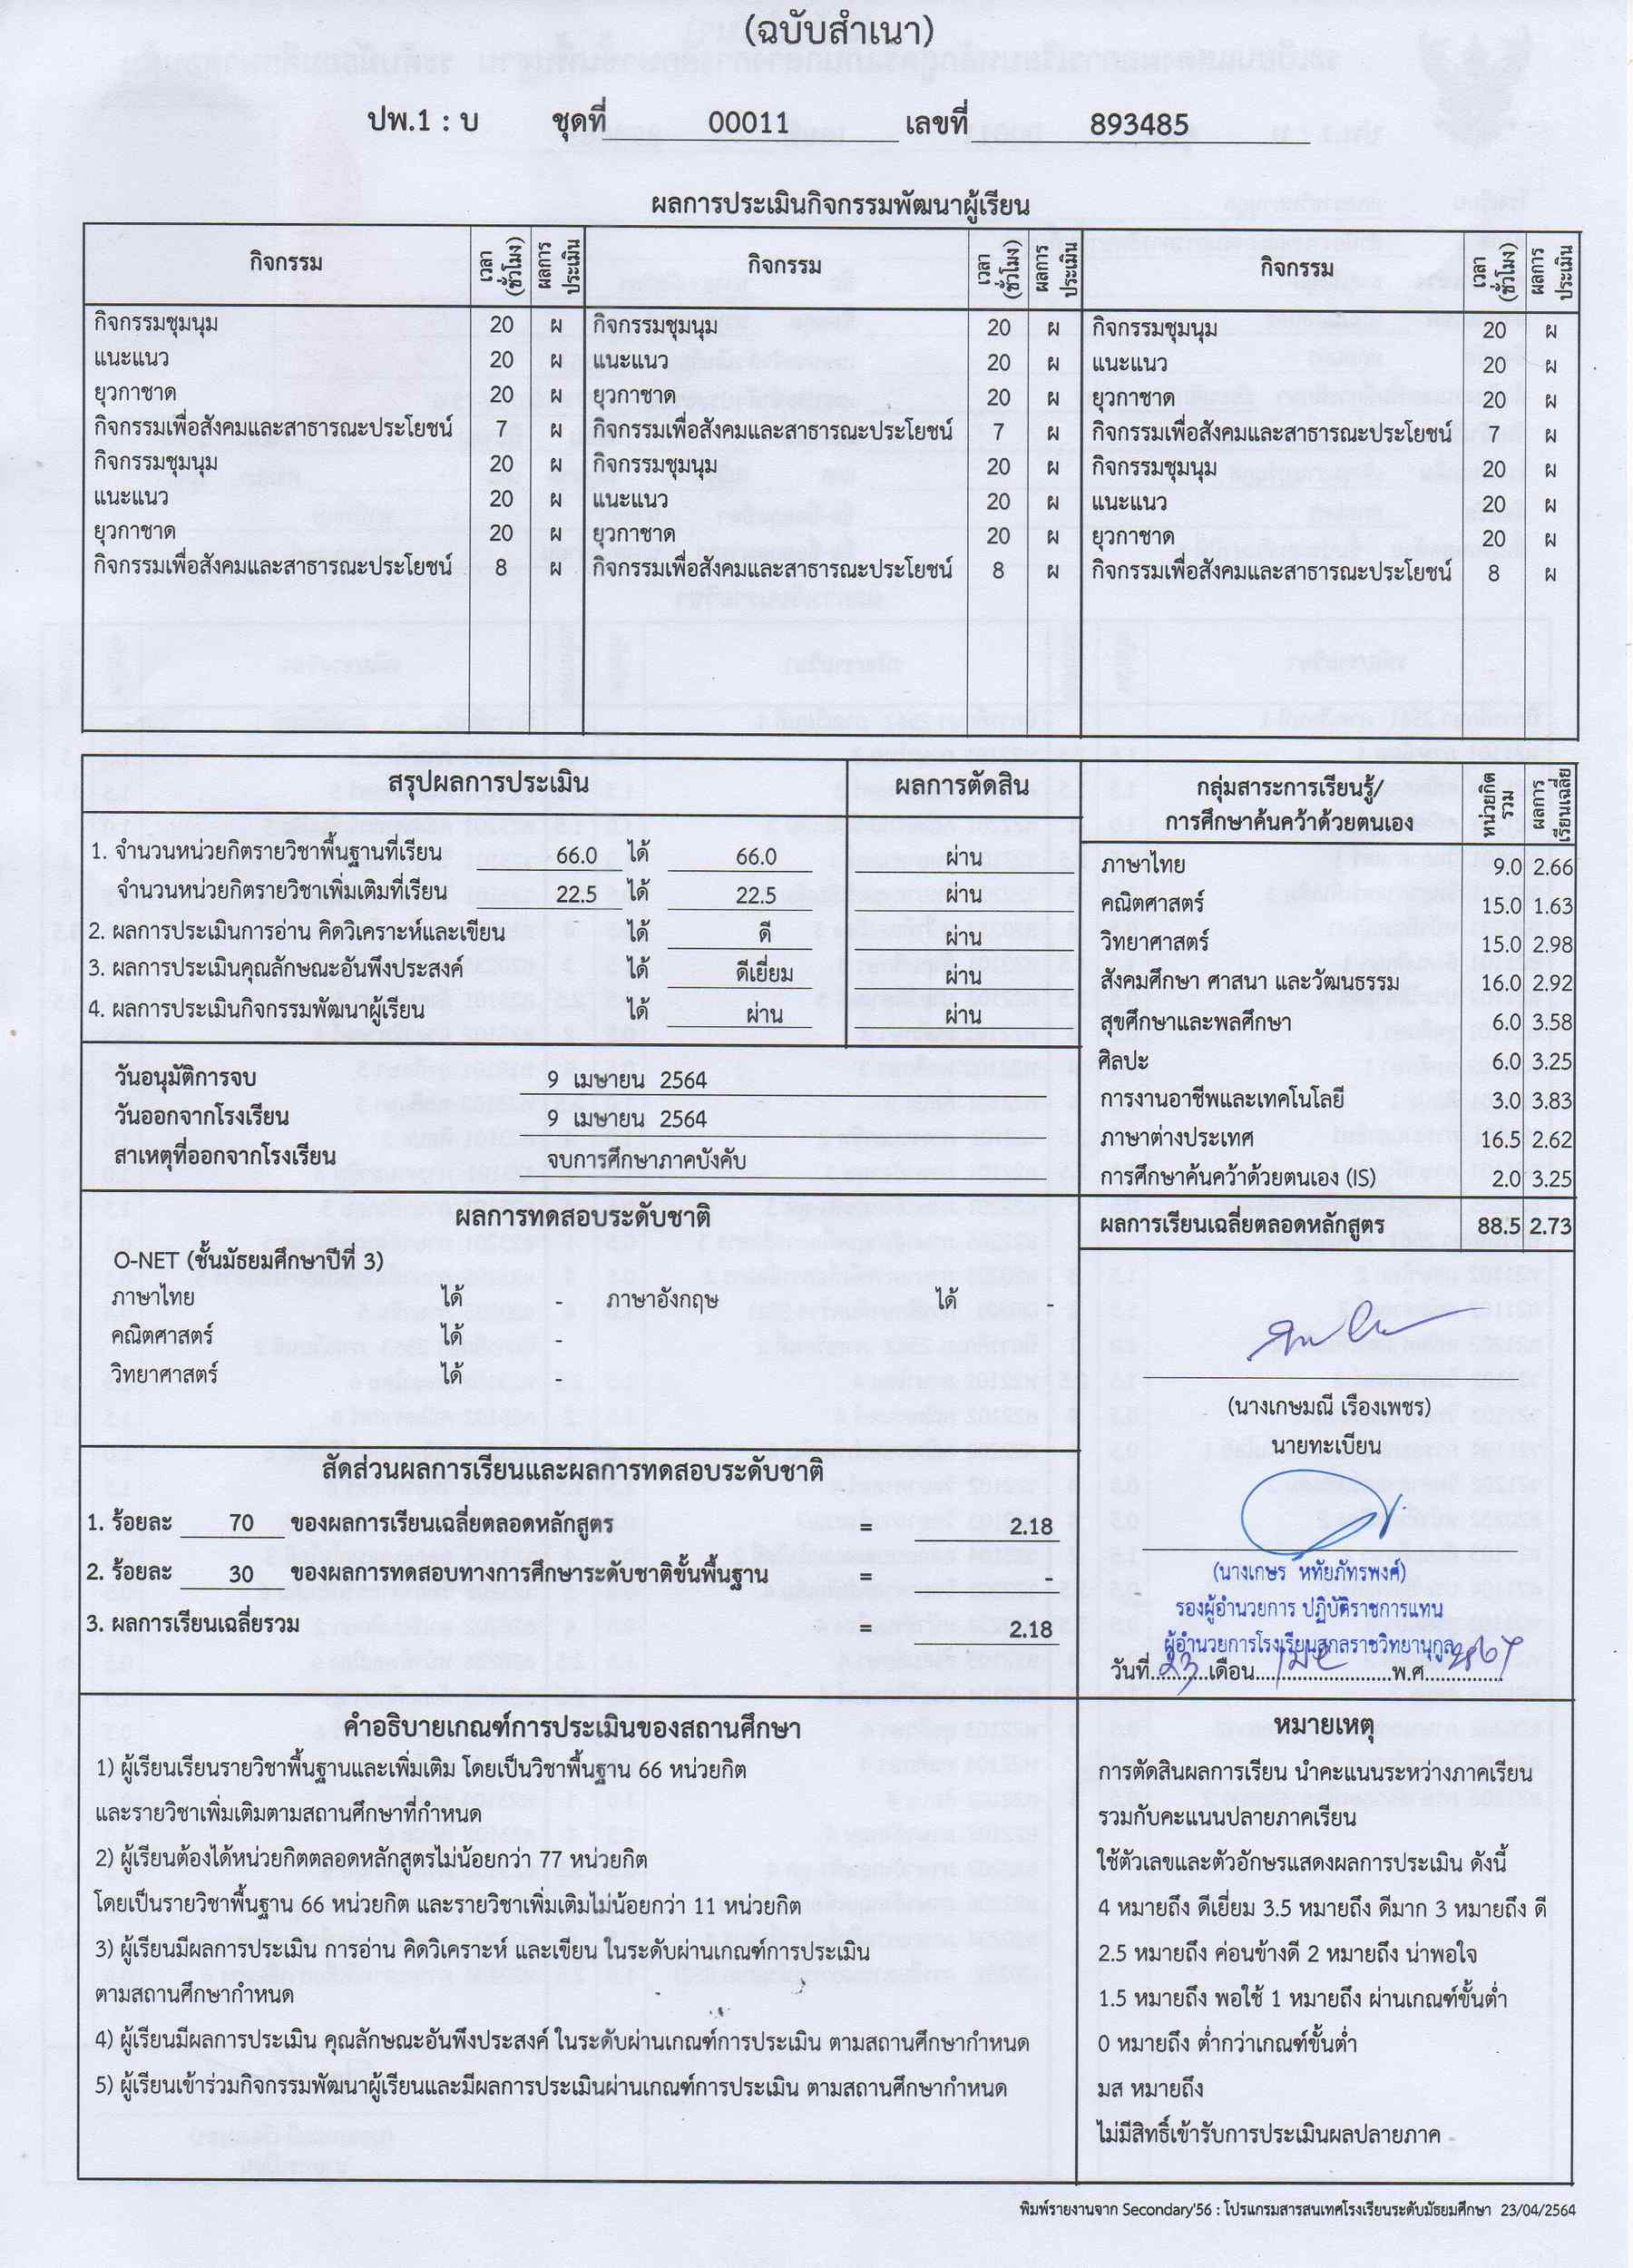 (ฉบับสำเนา)
ปพ.1 : บ ชุดที่ 00011 เลขที่ 893485
ผลการประเมินกิจกรรมพัฒนาผู้เรียน
กิจกรรม เวลา (ชั่วโมง) ผลการประเมิน กิจกรรม เวลา (ชั่วโมง) ผลการประเมิน กิจกรรม เวลา (ชั่วโมง) ผลการประเมิน
กิจกรรมชุมนุม 20 ผ กิจกรรมชุมนุม 20 ผ กิจกรรมชุมนุม 20 ผ
แนะแนว 20 ผ แนะแนว 20 ผ แนะแนว 20 ผ
ยุวกาชาด 20 ผ ยุวกาชาด 20 ผ ยุวกาชาด 20 ผ
กิจกรรมเพื่อสังคมและสาธารณะประโยชน์ 7 ผ กิจกรรมเพื่อสังคมและสาธารณะประโยชน์ 7 ผ กิจกรรมเพื่อสังคมและสาธารณะประโยชน์ 7 ผ
กิจกรรมชุมนุม 20 ผ กิจกรรมชุมนุม 20 ผ กิจกรรมชุมนุม 20 ผ
แนะแนว 20 ผ แนะแนว 20 ผ แนะแนว 20 ผ
ยุวกาชาด 20 ผ ยุวกาชาด 20 ผ ยุวกาชาด 20 ผ
กิจกรรมเพื่อสังคมและสาธารณะประโยชน์ 8 ผ กิจกรรมเพื่อสังคมและสาธารณะประโยชน์ 8 ผ กิจกรรมเพื่อสังคมและสาธารณะประโยชน์ 8 ผ
สรุปผลการประเมิน ผลการตัดสิน
1. จำนวนหน่วยกิตรายวิชาพื้นฐานที่เรียน 66.0 ได้ 66.0 ผ่าน
จำนวนหน่วยกิตรายวิชาเพิ่มเติมที่เรียน 22.5 ได้ 22.5 ผ่าน
2. ผลการประเมินการอ่าน คิดวิเคราะห์และเขียน ได้ ดี ผ่าน
3. ผลการประเมินคุณลักษณะอันพึงประสงค์ ได้ ดีเยี่ยม ผ่าน
4. ผลการประเมินกิจกรรมพัฒนาผู้เรียน ได้ ผ่าน ผ่าน
วันอนุมัติการจบ 9 เมษายน 2564
วันออกจากโรงเรียน 9 เมษายน 2564
สาเหตุที่ออกจากโรงเรียน จบการศึกษาภาคบังคับ
กลุ่มสาระการเรียนรู้/ การศึกษาค้นคว้าด้วยตนเอง หน่วยกิตรวม ผลการเรียนเฉลี่ย
ภาษาไทย 9.0 2.66
คณิตศาสตร์ 15.0 1.63
วิทยาศาสตร์ 15.0 2.98
สังคมศึกษา ศาสนา และวัฒนธรรม 16.0 2.92
สุขศึกษาและพลศึกษา 6.0 3.58
ศิลปะ 6.0 3.25
การงานอาชีพและเทคโนโลยี 3.0 3.83
ภาษาต่างประเทศ 16.5 2.62
การศึกษาค้นคว้าด้วยตนเอง (IS) 2.0 3.25
ผลการเรียนเฉลี่ยตลอดหลักสูตร 88.5 2.73
ผลการทดสอบระดับชาติ
O-NET (ชั้นมัธยมศึกษาปีที่ 3)
ภาษาไทย ได้ - ภาษาอังกฤษ ได้ -
คณิตศาสตร์ ได้ -
วิทยาศาสตร์ ได้ -
สัดส่วนผลการเรียนและผลการทดสอบระดับชาติ
1. ร้อยละ 70 ของผลการเรียนเฉลี่ยตลอดหลักสูตร = 2.18
2. ร้อยละ 30 ของผลการทดสอบทางการศึกษาระดับชาติขั้นพื้นฐาน = -
3. ผลการเรียนเฉลี่ยรวม = 2.18
(นางเกษมณี เรืองเพชร)
นายทะเบียน
(นางเกษร หทัยภัทรพงศ์)
รองผู้อำนวยการ ปฏิบัติราชการแทน
ผู้อำนวยการโรงเรียนสกลราชวิทยานุกูล
วันที่ 23 เดือน เมย พ.ศ. 2564
คำอธิบายเกณฑ์การประเมินของสถานศึกษา
1) ผู้เรียนเรียนรายวิชาพื้นฐานและเพิ่มเติม โดยเป็นวิชาพื้นฐาน 66 หน่วยกิต
และรายวิชาเพิ่มเติมตามสถานศึกษาที่กำหนด
2) ผู้เรียนต้องได้หน่วยกิตตลอดหลักสูตรไม่น้อยกว่า 77 หน่วยกิต
โดยเป็นรายวิชาพื้นฐาน 66 หน่วยกิต และรายวิชาเพิ่มเติมไม่น้อยกว่า 11 หน่วยกิต
3) ผู้เรียนมีผลการประเมิน การอ่าน คิดวิเคราะห์ และเขียน ในระดับผ่านเกณฑ์การประเมิน
ตามสถานศึกษากำหนด
4) ผู้เรียนมีผลการประเมิน คุณลักษณะอันพึงประสงค์ ในระดับผ่านเกณฑ์การประเมิน ตามสถานศึกษากำหนด
5) ผู้เรียนเข้าร่วมกิจกรรมพัฒนาผู้เรียนและมีผลการประเมินผ่านเกณฑ์การประเมิน ตามสถานศึกษากำหนด
หมายเหตุ
การตัดสินผลการเรียน นำคะแนนระหว่างภาคเรียน
รวมกับคะแนนปลายภาคเรียน
ใช้ตัวเลขและตัวอักษรแสดงผลการประเมิน ดังนี้
4 หมายถึง ดีเยี่ยม 3.5 หมายถึง ดีมาก 3 หมายถึง ดี
2.5 หมายถึง ค่อนข้างดี 2 หมายถึง น่าพอใจ
1.5 หมายถึง พอใช้ 1 หมายถึง ผ่านเกณฑ์ขั้นต่ำ
0 หมายถึง ต่ำกว่าเกณฑ์ขั้นต่ำ
มส หมายถึง
ไม่มีสิทธิ์เข้ารับการประเมินผลปลายภาค
พิมพ์รายงานจาก Secondary'56 : โปรแกรมสารสนเทศโรงเรียนระดับมัธยมศึกษา 23/04/2564